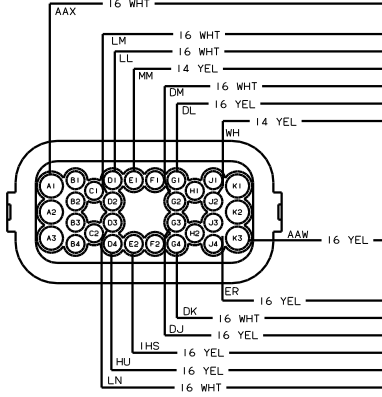 16 WHT
AAX
16 WHT
LM
16 WHT
LL
14 YEL
MM
16 WHT
DM
16 YEL
DL
14 YEL
WH
A1 B1 C1 D1 E1 F1 G1 H1 J1 K1
A2 B2 D2 G2 J2 K2
A3 B3 C2 D3 G3 H2 J3 K3
B4 D4 E2 F2 G4 J4
AAW
16 YEL
ER
16 YEL
DK
16 WHT
DJ
16 YEL
IHS
16 YEL
HU
16 YEL
LN
16 WHT